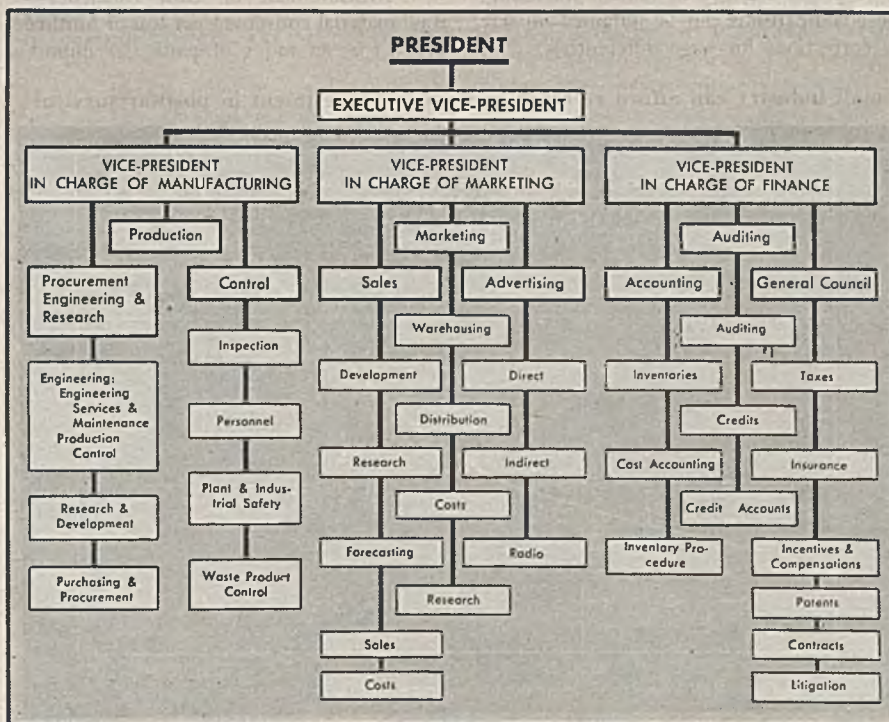 PRESIDENT
EXECUTIVE VICE-PRESIDENT
VICE-PRESIDENT
IN CHARGE OF MANUFACTURING
Production
Procurement
Engineering &
Research
Engineering:
Engineering
Services &
Maintenance
Production
Control
Research &
Development
Purchasing &
Procurement
Control
Inspection
Personnel
Plant & Indus-
trial Safety
Waste Product
Control
VICE-PRESIDENT
IN CHARGE OF MARKETING
Marketing
Sales
Development
Research
Forecasting
Sales
Costs
Warehousing
Distribution
Costs
Research
Advertising
Direct
Indirect
Radio
VICE-PRESIDENT
IN CHARGE OF FINANCE
Auditing
Accounting
Inventories
Cost Accounting
Inventory Pro-
cedure
Auditing
Credits
Credit Accounts
General Council
Taxes
Insurance
Incentives &
Compensations
Patents
Contracts
Litigation